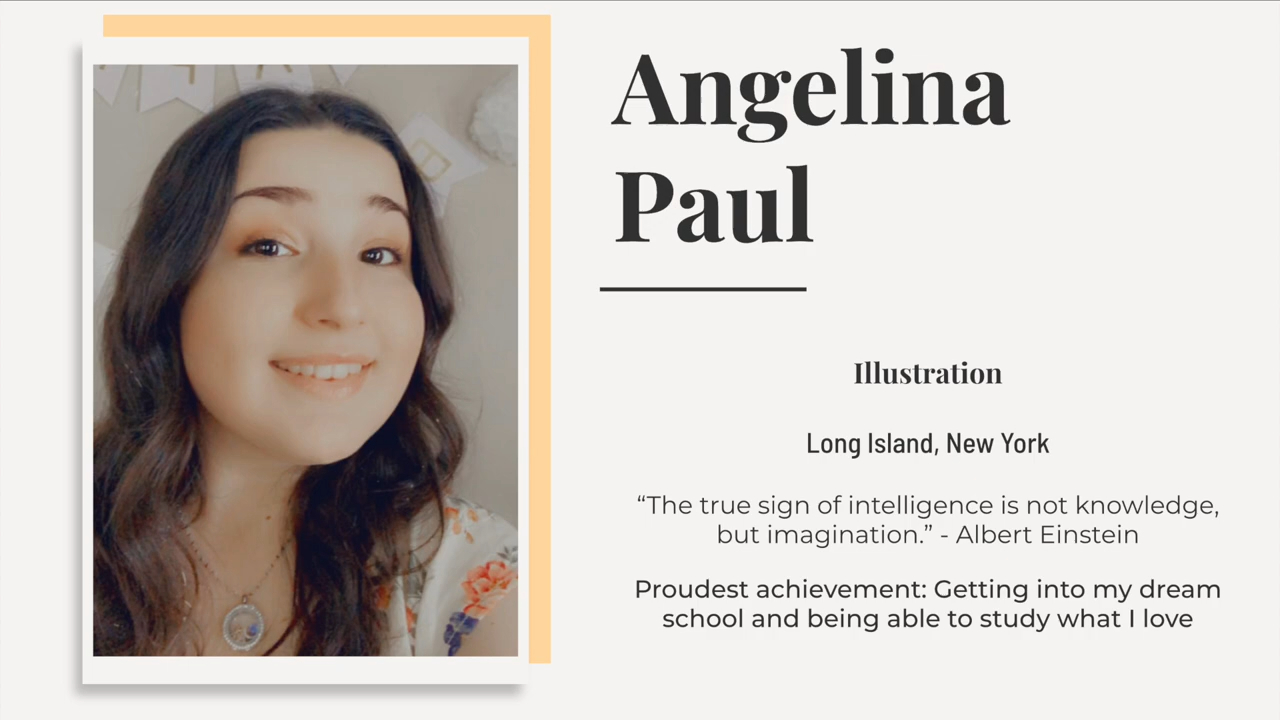 Angelina
Paul
Illustration
Long Island, New York
“The true sign of intelligence is not knowledge,
but imagination.” - Albert Einstein
Proudest achievement: Getting into my dream
school and being able to study what I love